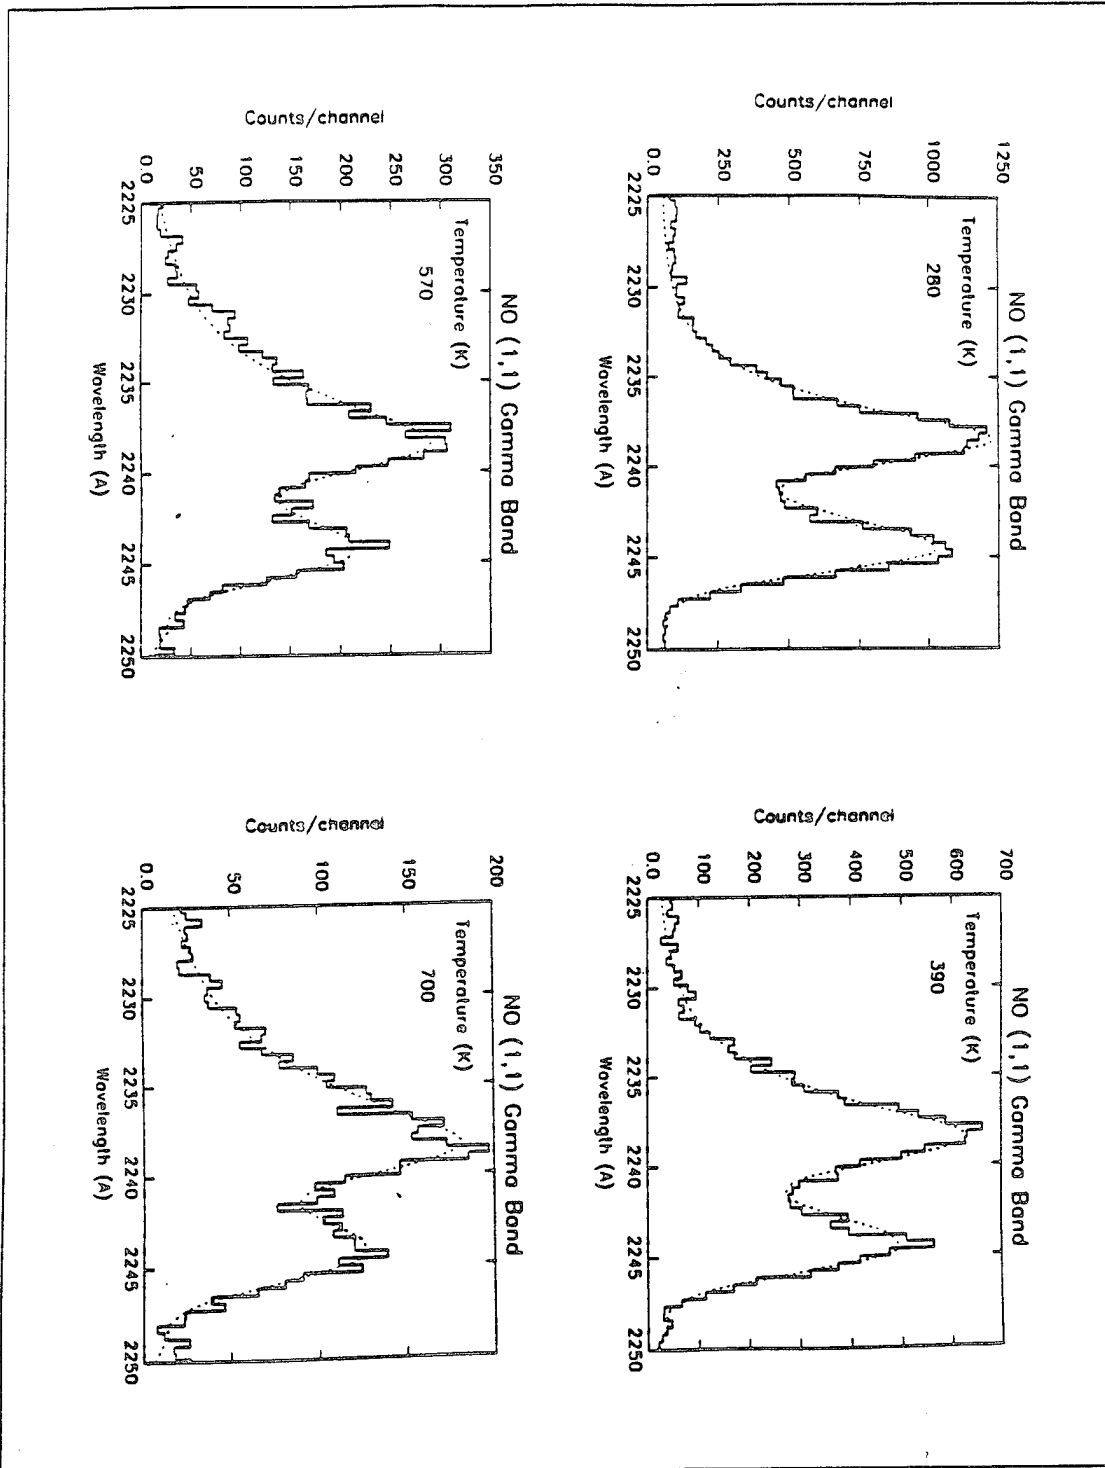 NO (1,1) Gamma Band
Temperature (K)
280
Counts/channel
1250
1000
750
500
250
0.0
2225 2230 2235 2240 2245 2250
Wavelength (A)
NO (1,1) Gamma Band
Temperature (K)
390
Counts/channel
700
600
500
400
300
200
100
0.0
2225 2230 2235 2240 2245 2250
Wavelength (A)
NO (1,1) Gamma Band
Temperature (K)
570
Counts/channel
350
300
250
200
150
100
50
0.0
2225 2230 2235 2240 2245 2250
Wavelength (A)
NO (1,1) Gamma Band
Temperature (K)
700
Counts/channel
200
150
100
50
0.0
2225 2230 2235 2240 2245 2250
Wavelength (A)